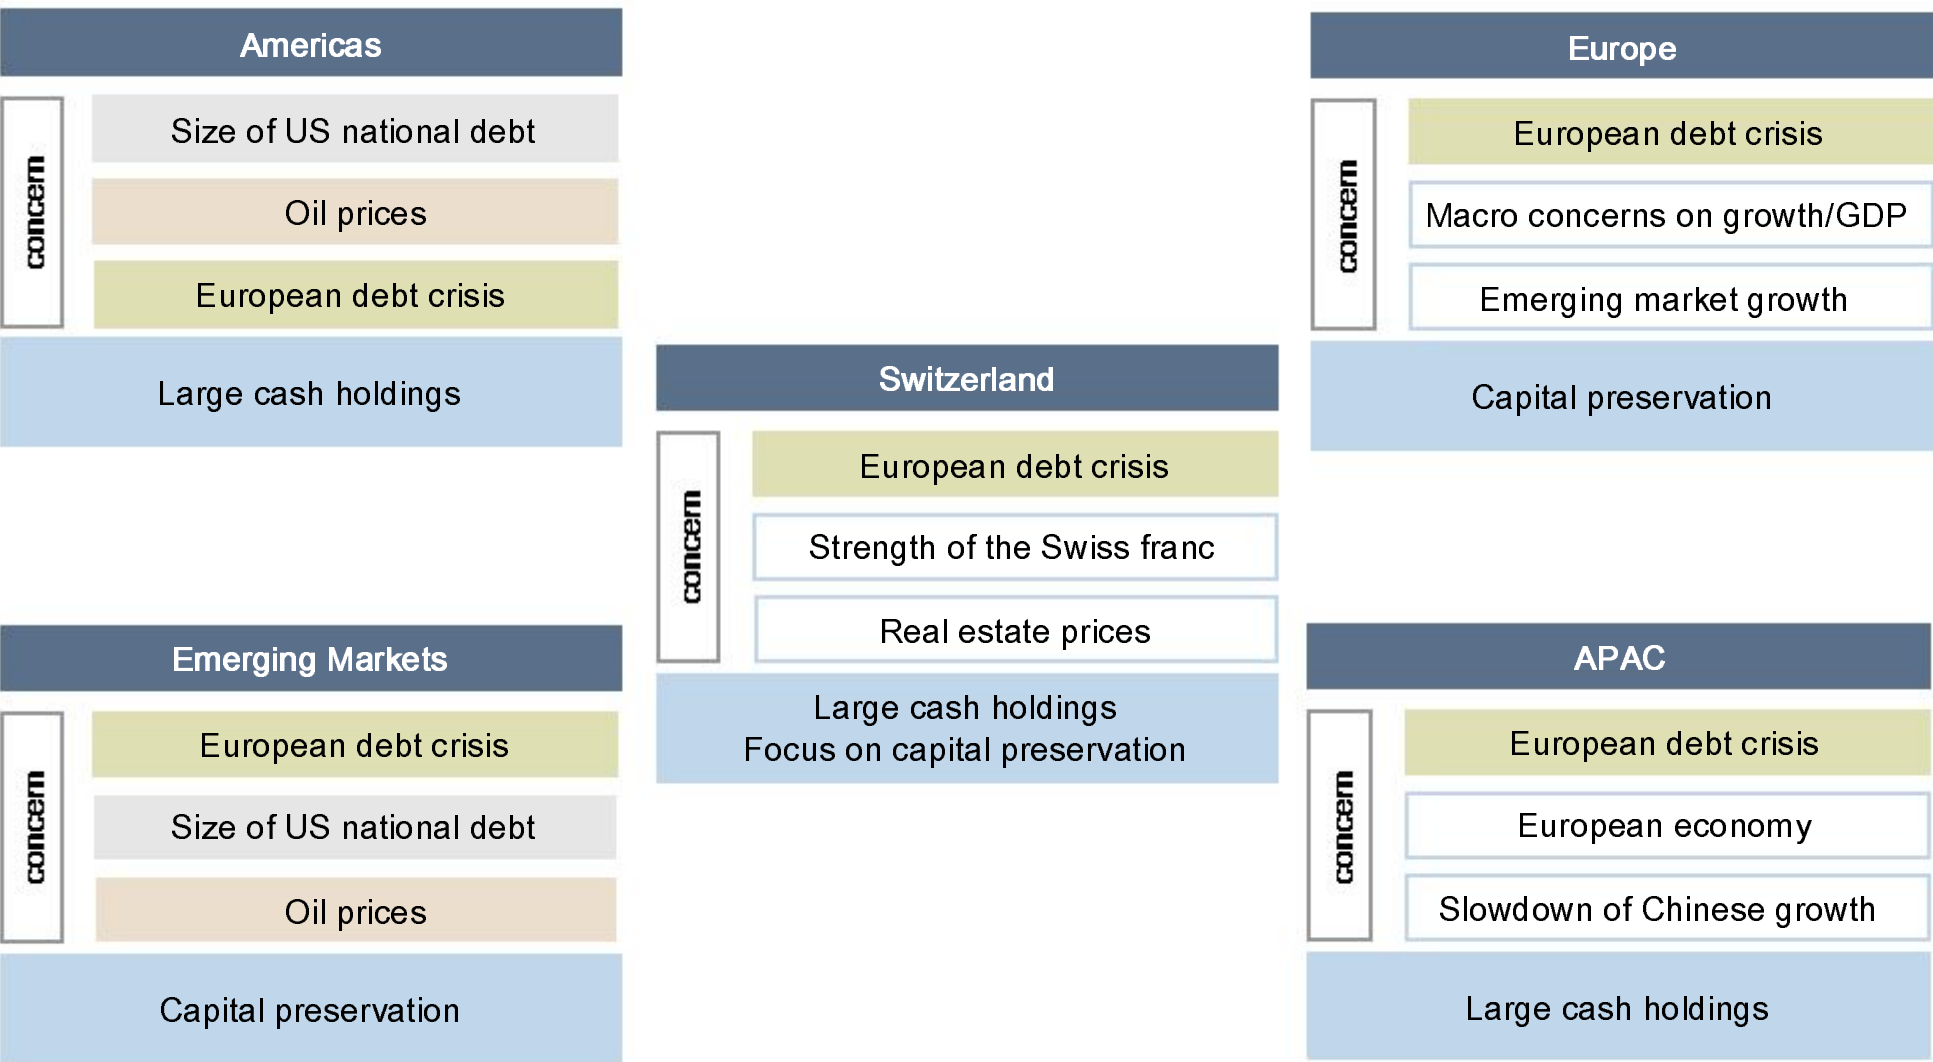 Americas
concern
Size of US national debt
Oil prices
European debt crisis
Large cash holdings
Europe
concern
European debt crisis
Macro concerns on growth/GDP
Emerging market growth
Capital preservation
Switzerland
concern
European debt crisis
Strength of the Swiss franc
Real estate prices
Large cash holdings
Focus on capital preservation
Emerging Markets
concern
European debt crisis
Size of US national debt
Oil prices
Capital preservation
APAC
concern
European debt crisis
European economy
Slowdown of Chinese growth
Large cash holdings